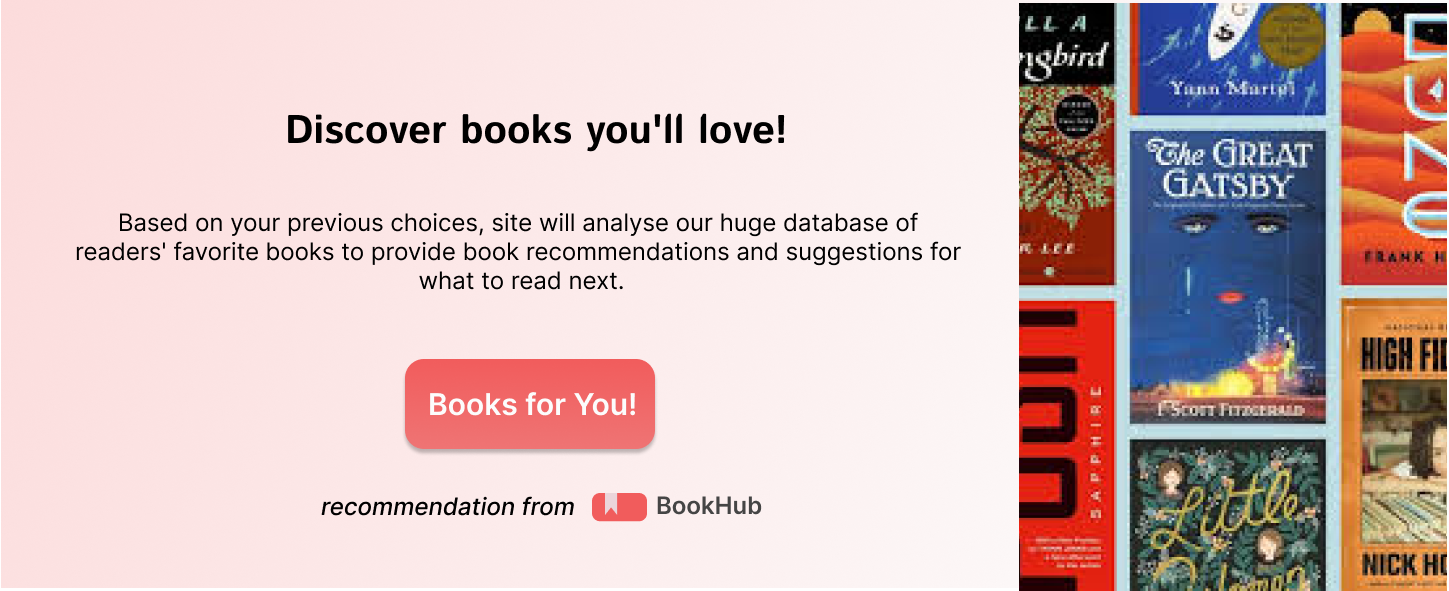 Discover books you'll love!
Based on your previous choices, site will analyse our huge database of
readers' favorite books to provide book recommendations and suggestions for
what to read next.
Books for You!
recommendation from BookHub
LL A
ngbird
R LEE
SAPPHIRE
Yann Martel
The GREAT
GATSBY
F. SCOTT FITZGERALD
Little
Women
FRANK H
HIGH FID
NICK HO